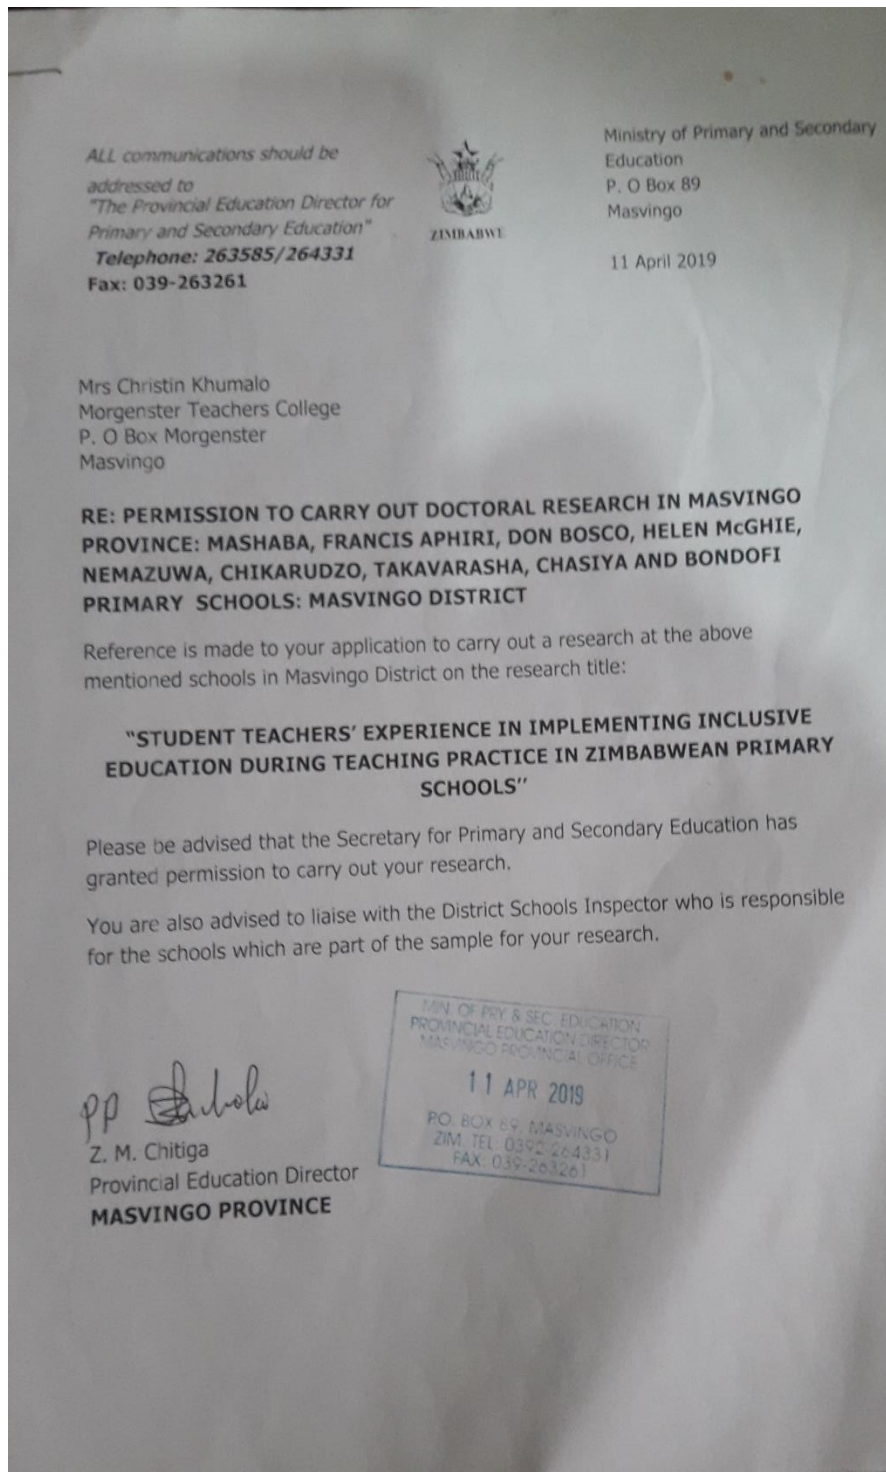 ALL communications should be
addressed to
"The Provincial Education Director for
Primary and Secondary Education"
Telephone: 263585/264331
Fax: 039-263261
ZIMBABWE
Ministry of Primary and Secondary
Education
P. O Box 89
Masvingo
11 April 2019
Mrs Christin Khumalo
Morgenster Teachers College
P. O Box Morgenster
Masvingo
RE: PERMISSION TO CARRY OUT DOCTORAL RESEARCH IN MASVINGO
PROVINCE: MASHABA, FRANCIS APHIRI, DON BOSCO, HELEN McGHIE,
NEMAZUWA, CHIKARUDZO, TAKAVARASHA, CHASIYA AND BONDOFI
PRIMARY SCHOOLS: MASVINGO DISTRICT
Reference is made to your application to carry out a research at the above
mentioned schools in Masvingo District on the research title:
"STUDENT TEACHERS' EXPERIENCE IN IMPLEMENTING INCLUSIVE
EDUCATION DURING TEACHING PRACTICE IN ZIMBABWEAN PRIMARY
SCHOOLS''
Please be advised that the Secretary for Primary and Secondary Education has
granted permission to carry out your research.
You are also advised to liaise with the District Schools Inspector who is responsible
for the schools which are part of the sample for your research.
MIN. OF PRY. & SEC. EDUCATION
PROVINCIAL EDUCATION DIRECTOR
MASVINGO PROVINCIAL OFFICE
11 APR 2019
P.O. BOX 89, MASVINGO
ZIM. TEL: 0392-264331
FAX: 039-263261
pp
Z. M. Chitiga
Provincial Education Director
MASVINGO PROVINCE